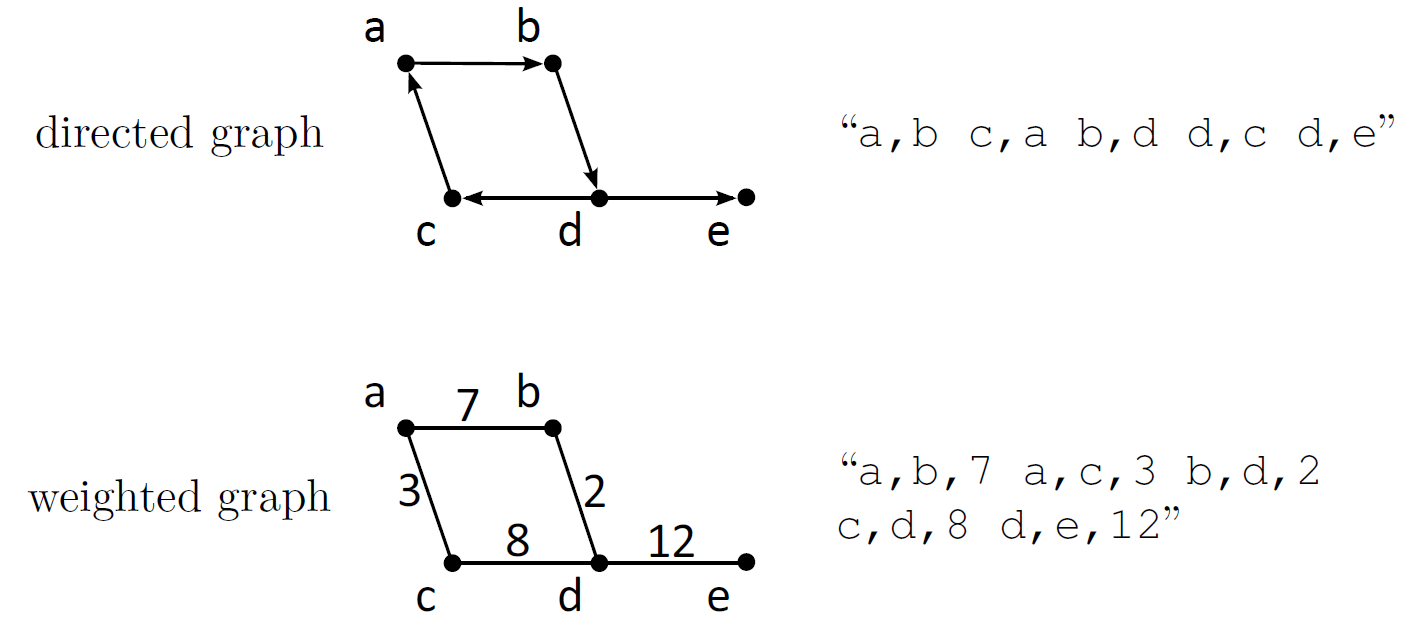 a b
directed graph
“a,b c,a b,d d,c d,e”
c d e
a 7 b
weighted graph
3 2
“a,b,7 a,c,3 b,d,2
c,d,8 d,e,12”
8 12
c d e